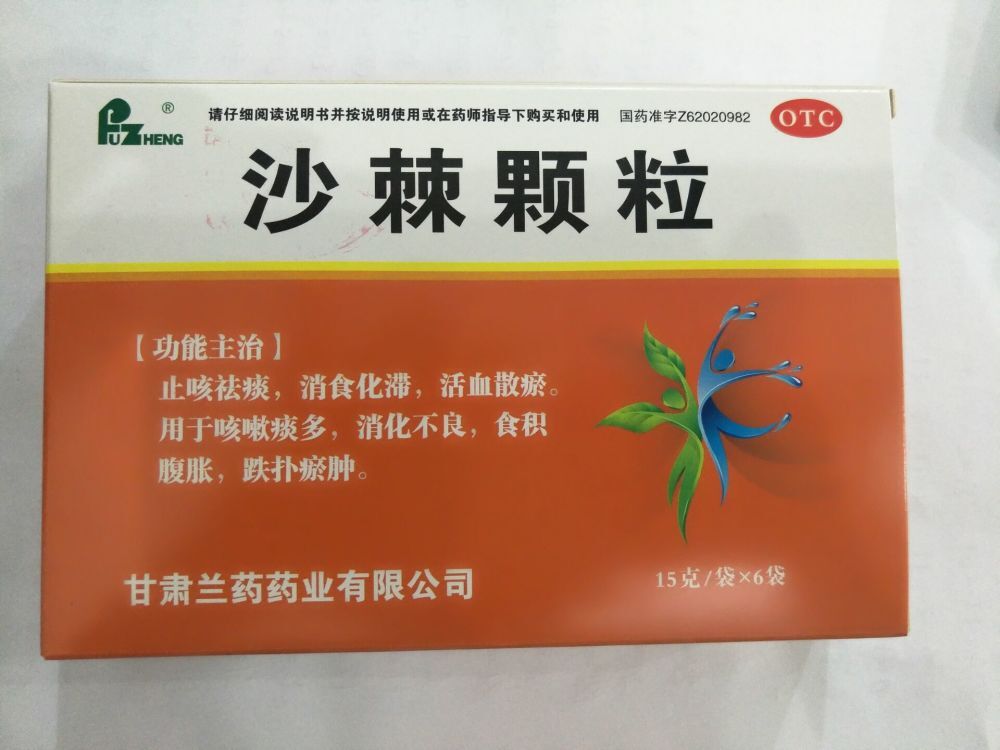 FUZHENG ®
请仔细阅读说明书并按说明使用或在药师指导下购买和使用 国药准字Z62020982 OTC
沙棘颗粒
【功能主治】
止咳祛痰，消食化滞，活血散瘀。
用于咳嗽痰多，消化不良，食积
腹胀，跌扑瘀肿。
甘肃兰药药业有限公司 15克/袋×6袋